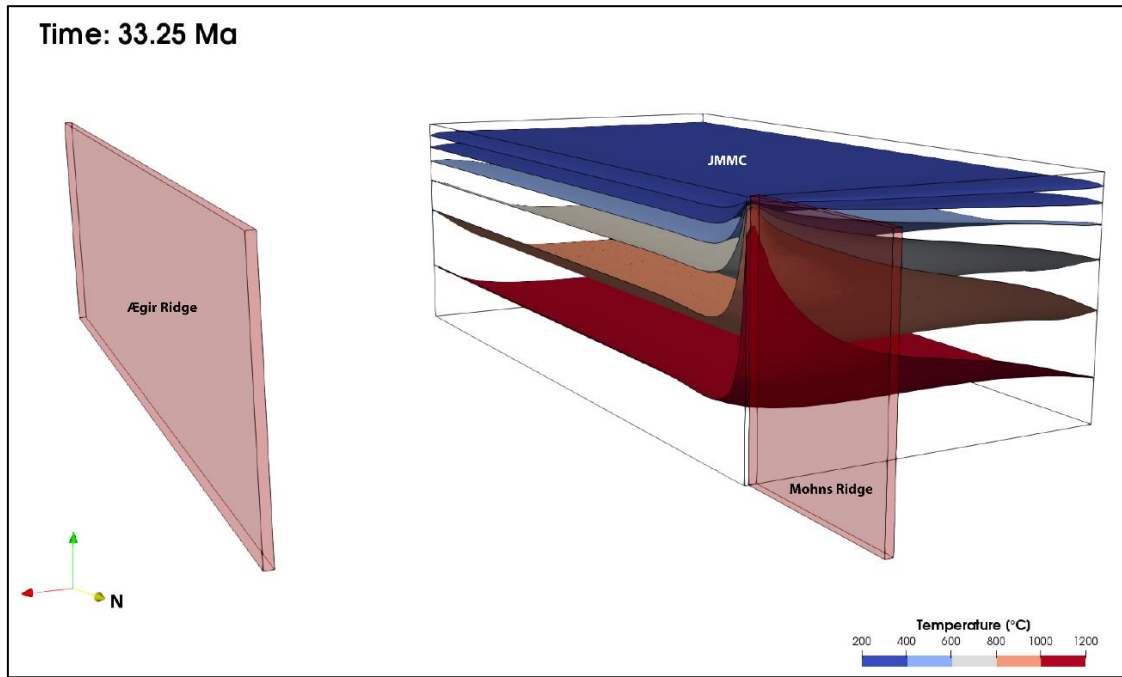 Time: 33.25 Ma
JMMC
Ægir Ridge
Mohns Ridge
N
Temperature (°C)
200 400 600 800 1000 1200